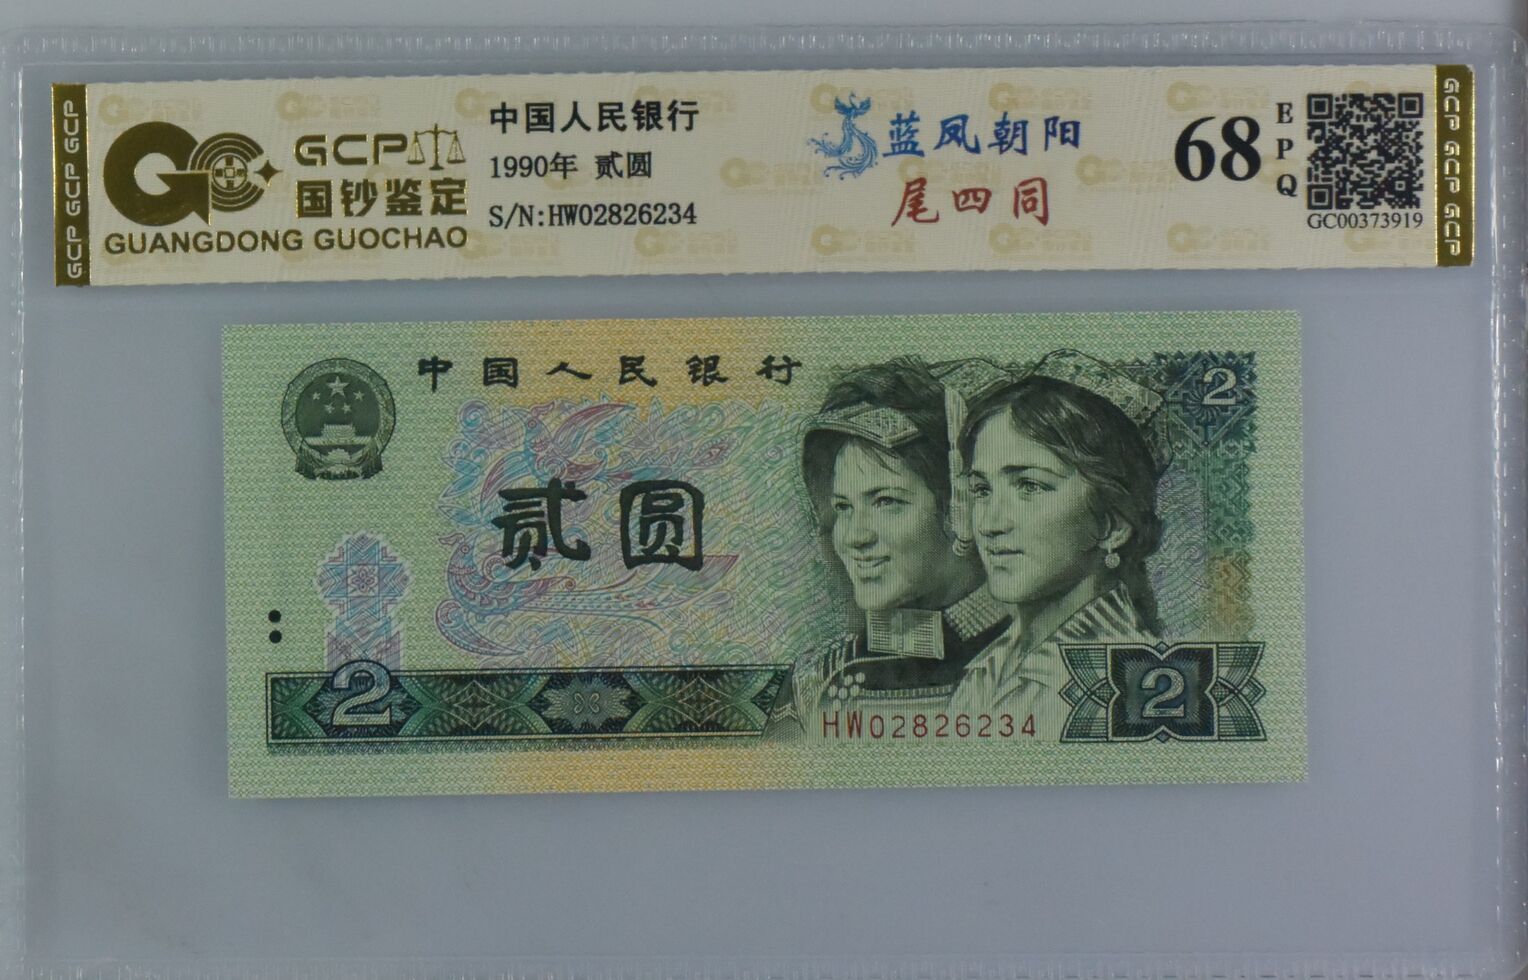 GCP GCP GCP
GCP
国钞鉴定
GUANGDONG GUOCHAO
中国人民银行
1990年 贰圆
S/N:HW02826234
蓝凤朝阳
尾四同
68
EPQ
GC00373919
GCP GCP GCP
中国人民银行
2
贰圆
2
2
HW02826234